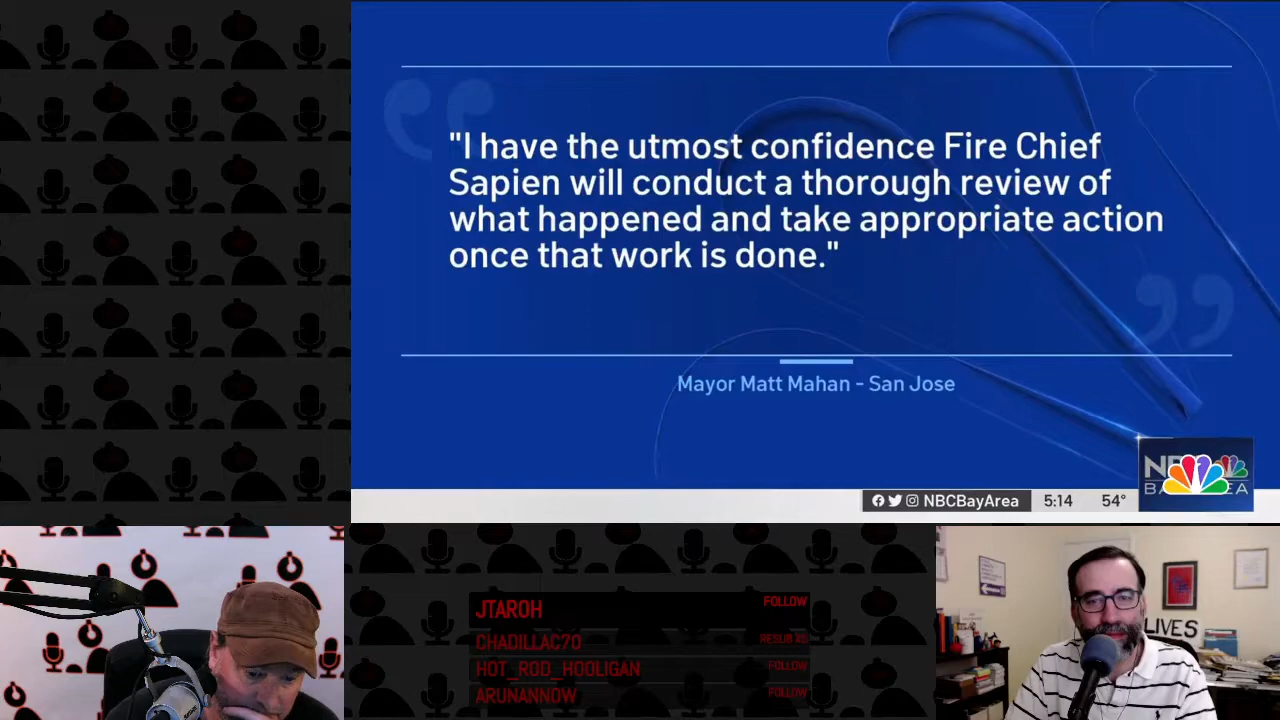 "I have the utmost confidence Fire Chief
Sapien will conduct a thorough review of
what happened and take appropriate action
once that work is done."
Mayor Matt Mahan - San Jose
NBCBayArea 5:14 54°
JTAROH FOLLOW
CHADILLAC70 RESUB X5
HOT_ROD_HOOLIGAN FOLLOW
ARUNANNOW FOLLOW
LIVES